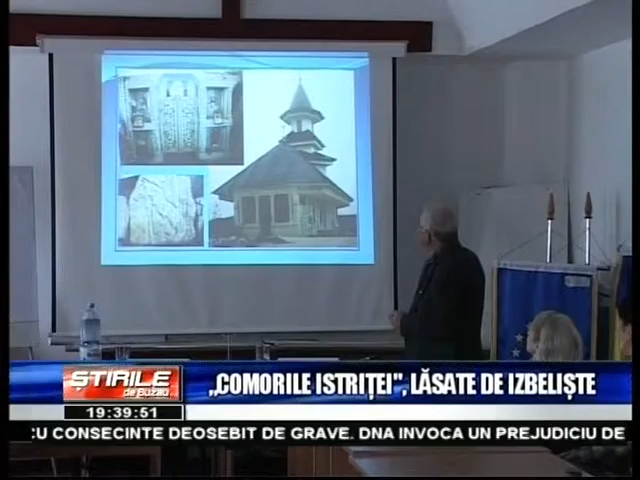 ȘTIRILE
de BUZĂU
19:39:51
„COMORILE ISTRIȚEI", LĂSATE DE IZBELIȘTE
CU CONSECINTE DEOSEBIT DE GRAVE. DNA INVOCA UN PREJUDICIU DE